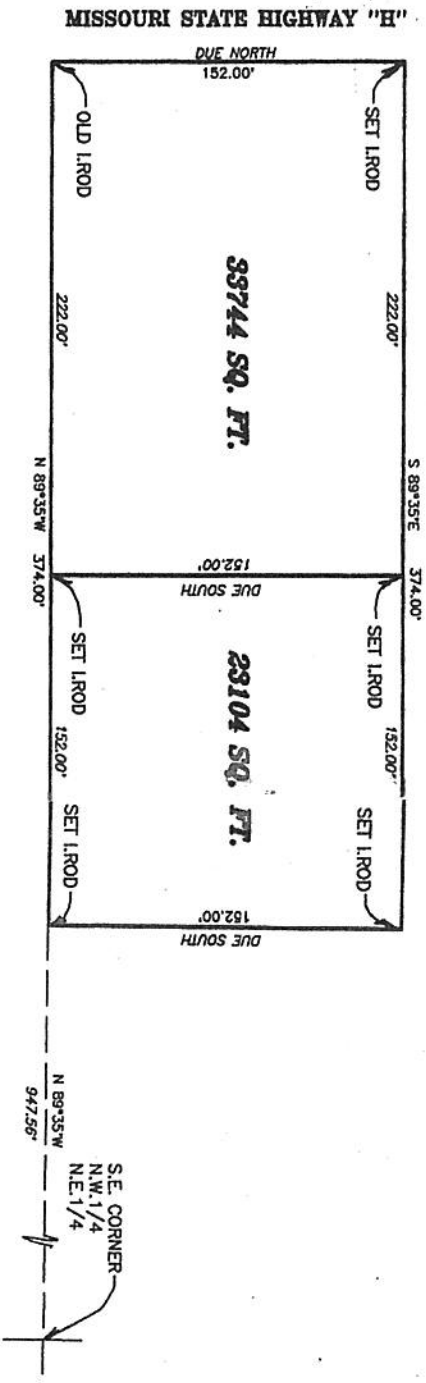 MISSOURI STATE HIGHWAY "H"
DUE NORTH
152.00'
SET I.ROD
OLD I.ROD
222.00'
222.00'
33744 SQ. FT.
S 89°35'E 374.00'
N 89°35'W 374.00'
152.00'
DUE SOUTH
SET I.ROD
SET I.ROD
152.00'
152.00'
23104 SQ. FT.
SET I.ROD
SET I.ROD
152.00'
DUE SOUTH
N 89°35'W
947.56'
S.E. CORNER
N.W.1/4
N.E.1/4